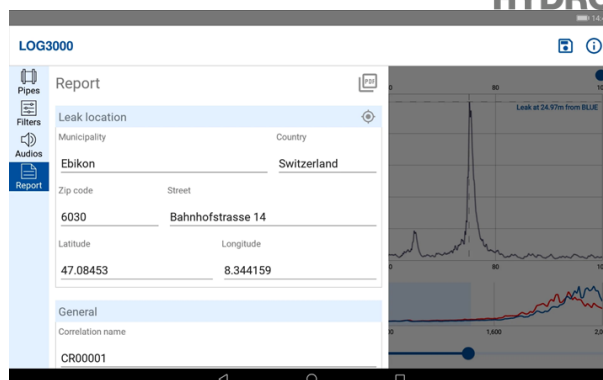 LOG3000
Pipes
Filters
Audios
Report
Report
PDF
Leak location
Municipality Country
Ebikon Switzerland
Zip code Street
6030 Bahnhofstrasse 14
Latitude Longitude
47.08453 8.344159
General
Correlation name
CR00001
80
Leak at 24.97m from BLUE
0 80
1,600